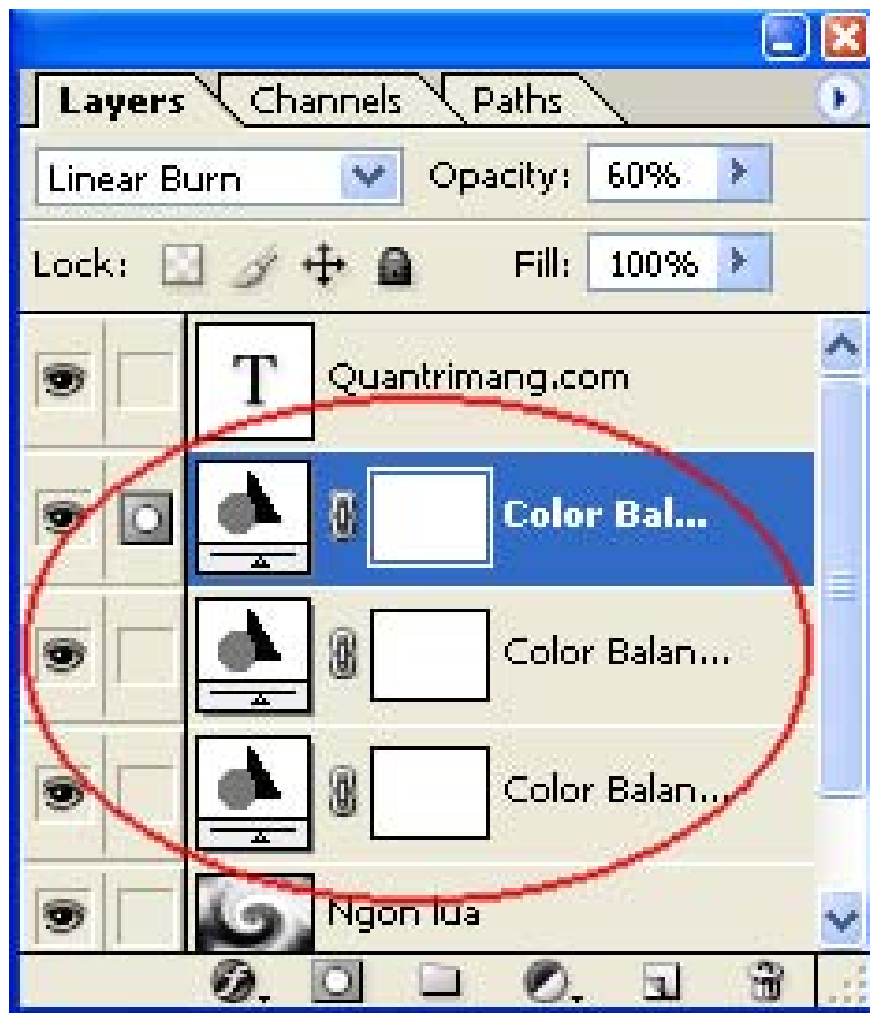 Layers Channels Paths
Linear Burn Opacity: 60%
Lock: Fill: 100%
T Quantrimang.com
Color Bal...
Color Balan...
Color Balan...
Ngon lua